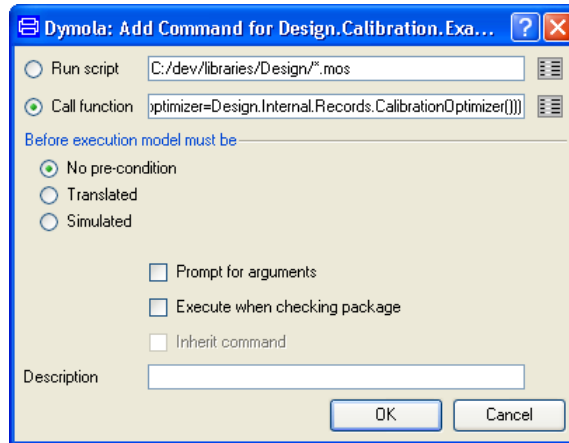 Dymola: Add Command for Design.Calibration.Exa...
Run script C:/dev/libraries/Design/*.mos
Call function optimizer=Design.Internal.Records.CalibrationOptimizer()))
Before execution model must be
No pre-condition
Translated
Simulated
Prompt for arguments
Execute when checking package
Inherit command
Description
OK Cancel